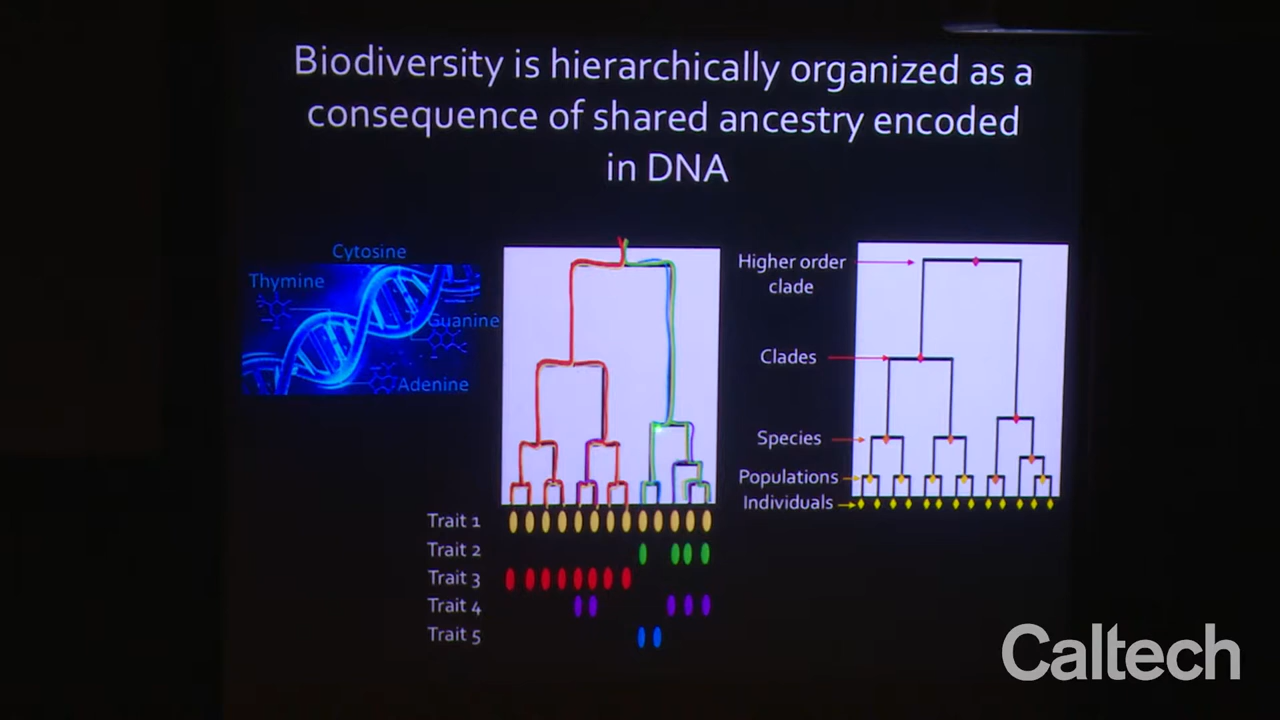 Biodiversity is hierarchically organized as a
consequence of shared ancestry encoded
in DNA
Cytosine
Thymine
Guanine
Adenine
Higher order
clade
Clades
Species
Populations
Individuals
Trait 1
Trait 2
Trait 3
Trait 4
Trait 5
Caltech